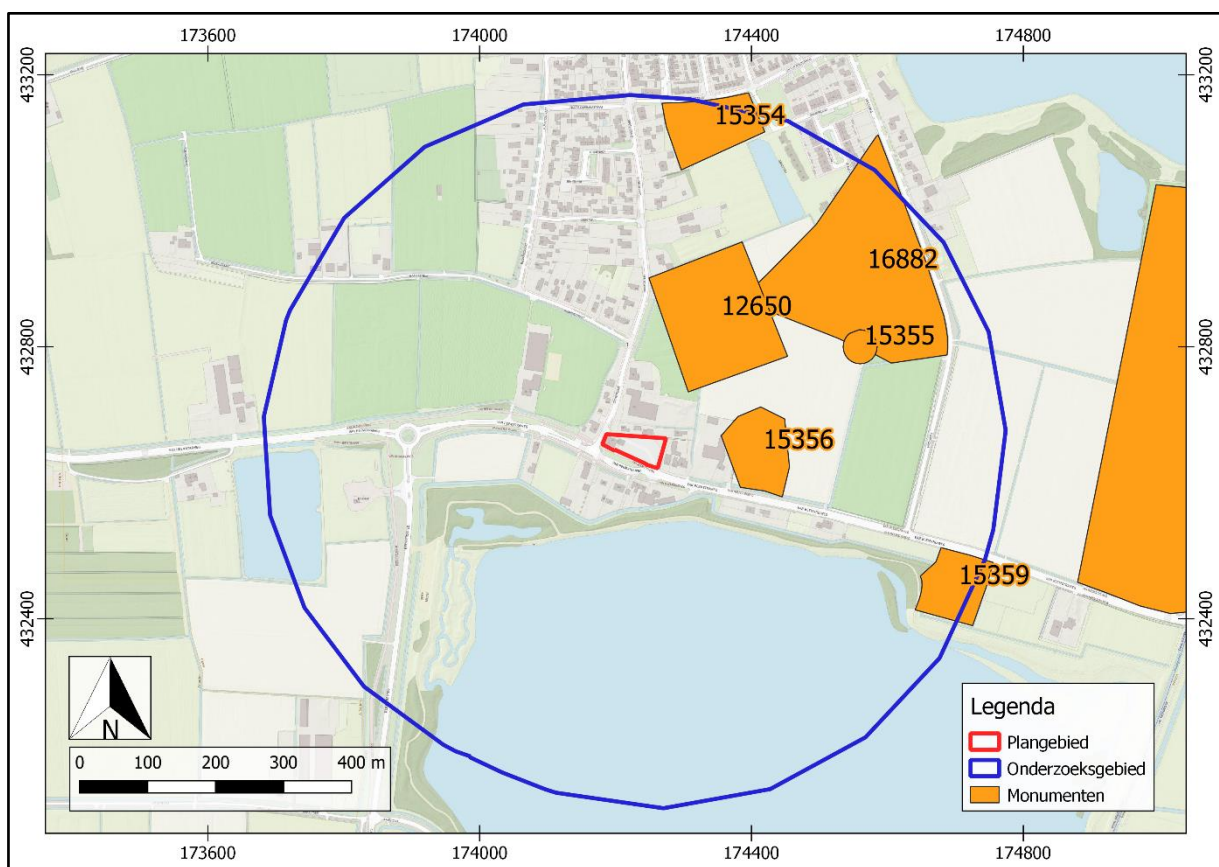 173600 174000 174400 174800
433200 433200
15354
16882
12650
15355
432800 432800
15356
15359
432400 432400
N
0 100 200 300 400 m
Legenda
Plangebied
Onderzoeksgebied
Monumenten
173600 174000 174400 174800